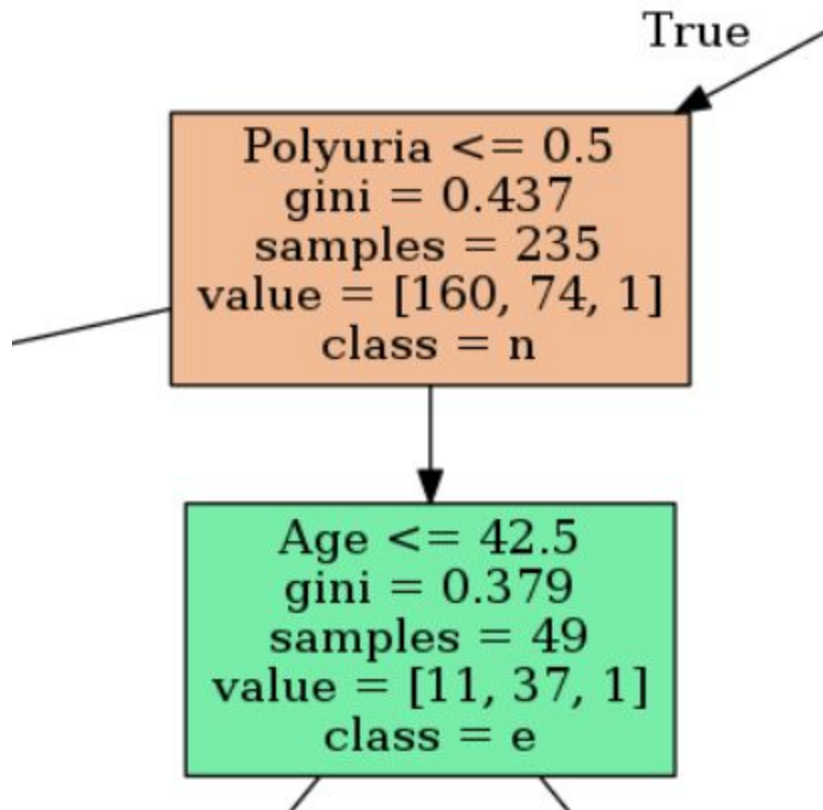 True
Polyuria <= 0.5
gini = 0.437
samples = 235
value = [160, 74, 1]
class = n
Age <= 42.5
gini = 0.379
samples = 49
value = [11, 37, 1]
class = e